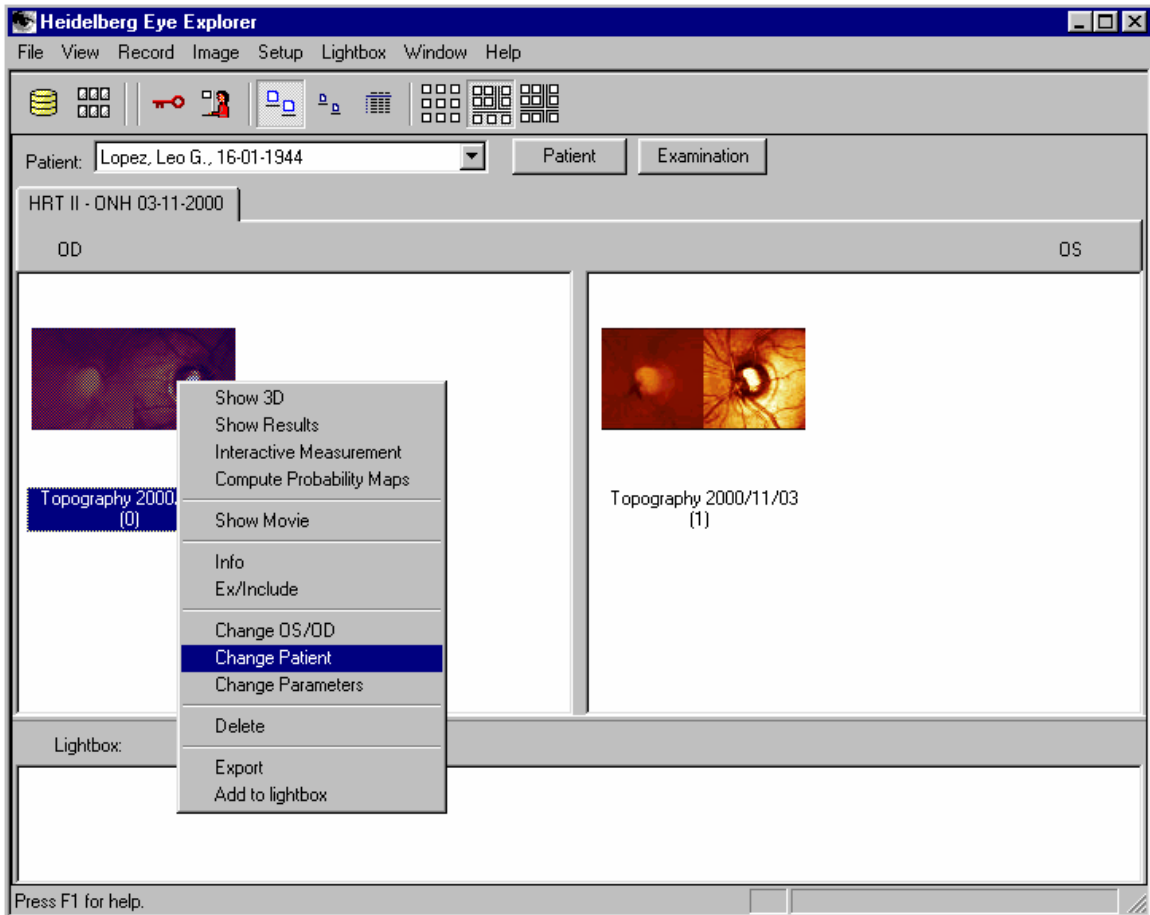 Heidelberg Eye Explorer
File View Record Image Setup Lightbox Window Help
Patient: Lopez, Leo G., 16-01-1944 Patient Examination
HRT II - ONH 03-11-2000
OD OS
Topography 2000/
(0)
Topography 2000/11/03
(1)
Show 3D
Show Results
Interactive Measurement
Compute Probability Maps
Show Movie
Info
Ex/Include
Change OS/OD
Change Patient
Change Parameters
Delete
Export
Add to lightbox
Lightbox:
Press F1 for help.